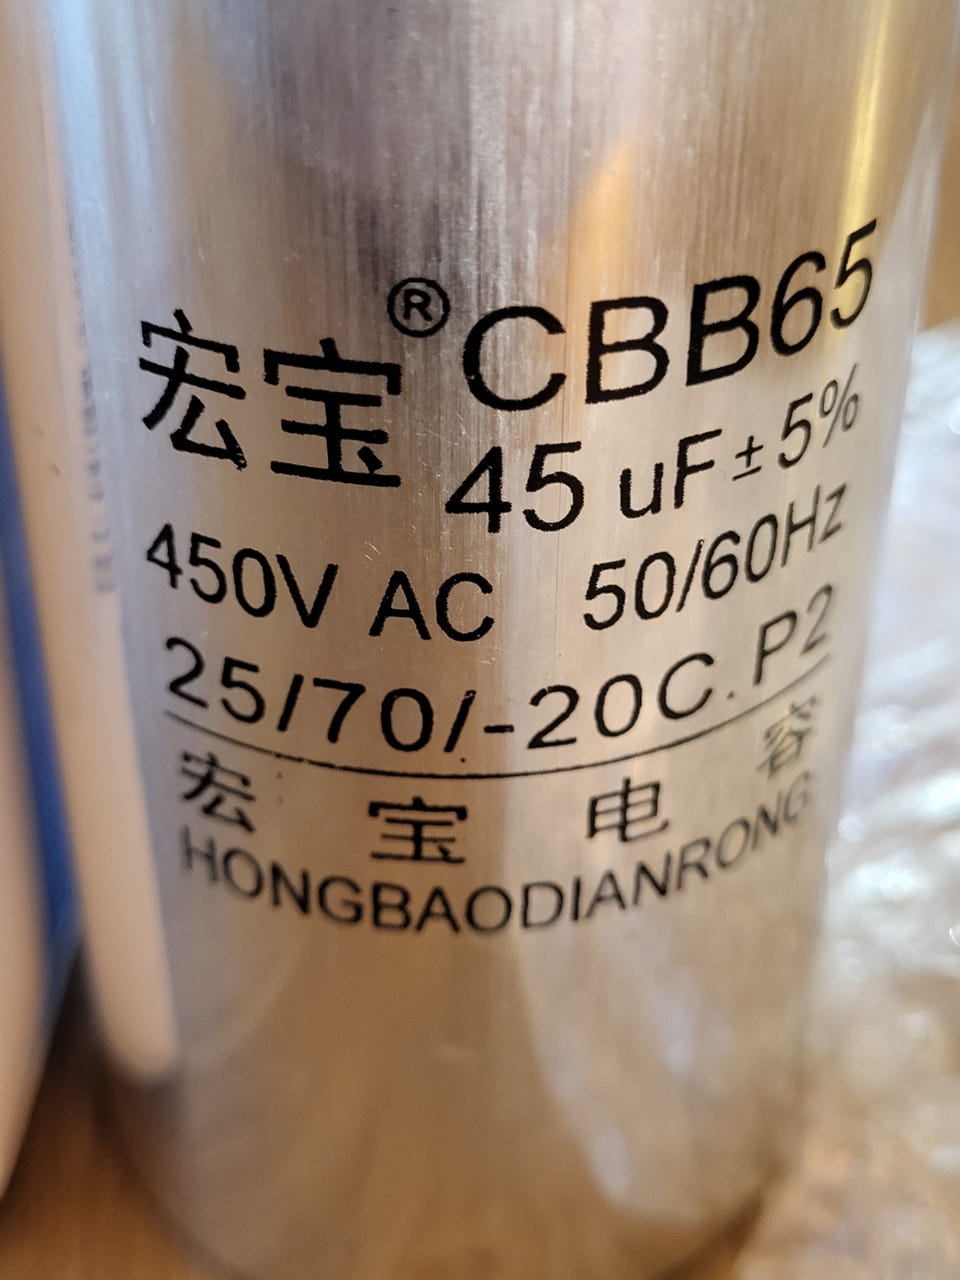 宏宝® CBB65
45 uF ± 5%
450V AC 50/60Hz
25/70/-20C.P2
宏宝电容
HONGBAODIANRONG